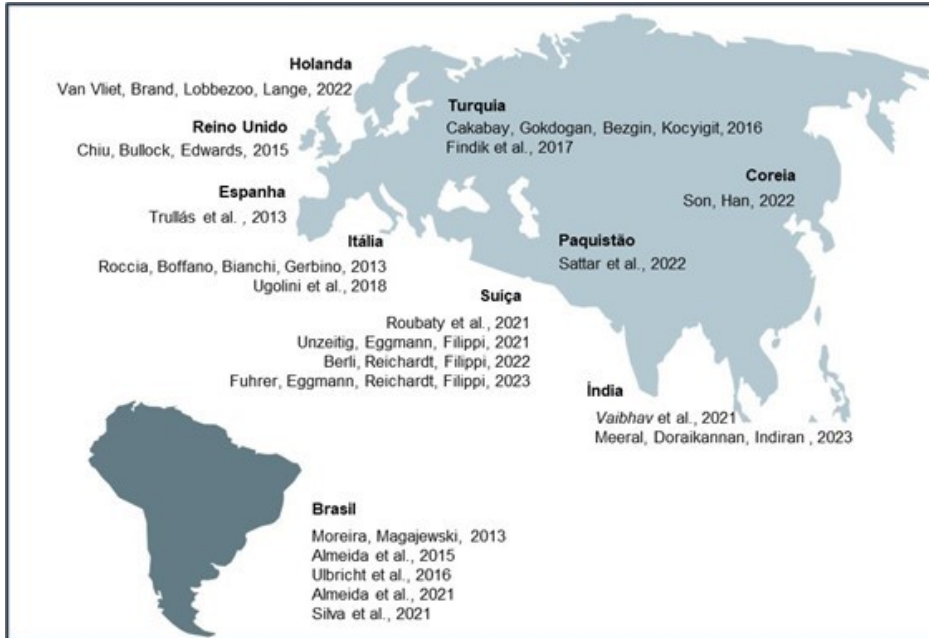 Holanda
Van Vliet, Brand, Lobbezoo, Lange, 2022
Reino Unido
Chiu, Bullock, Edwards, 2015
Espanha
Trullás et al. , 2013
Itália
Roccia, Boffano, Bianchi, Gerbino, 2013
Ugolini et al., 2018
Suiça
Roubaty et al., 2021
Unzeitig, Eggmann, Filippi, 2021
Berli, Reichardt, Filippi, 2022
Fuhrer, Eggmann, Reichardt, Filippi, 2023
Turquia
Cakabay, Gokdogan, Bezgin, Kocyigit, 2016
Findik et al., 2017
Coreia
Son, Han, 2022
Paquistão
Sattar et al., 2022
Índia
Vaibhav et al., 2021
Meeral, Doraikannan, Indiran , 2023
Brasil
Moreira, Magajewski, 2013
Almeida et al., 2015
Ulbricht et al., 2016
Almeida et al., 2021
Silva et al., 2021